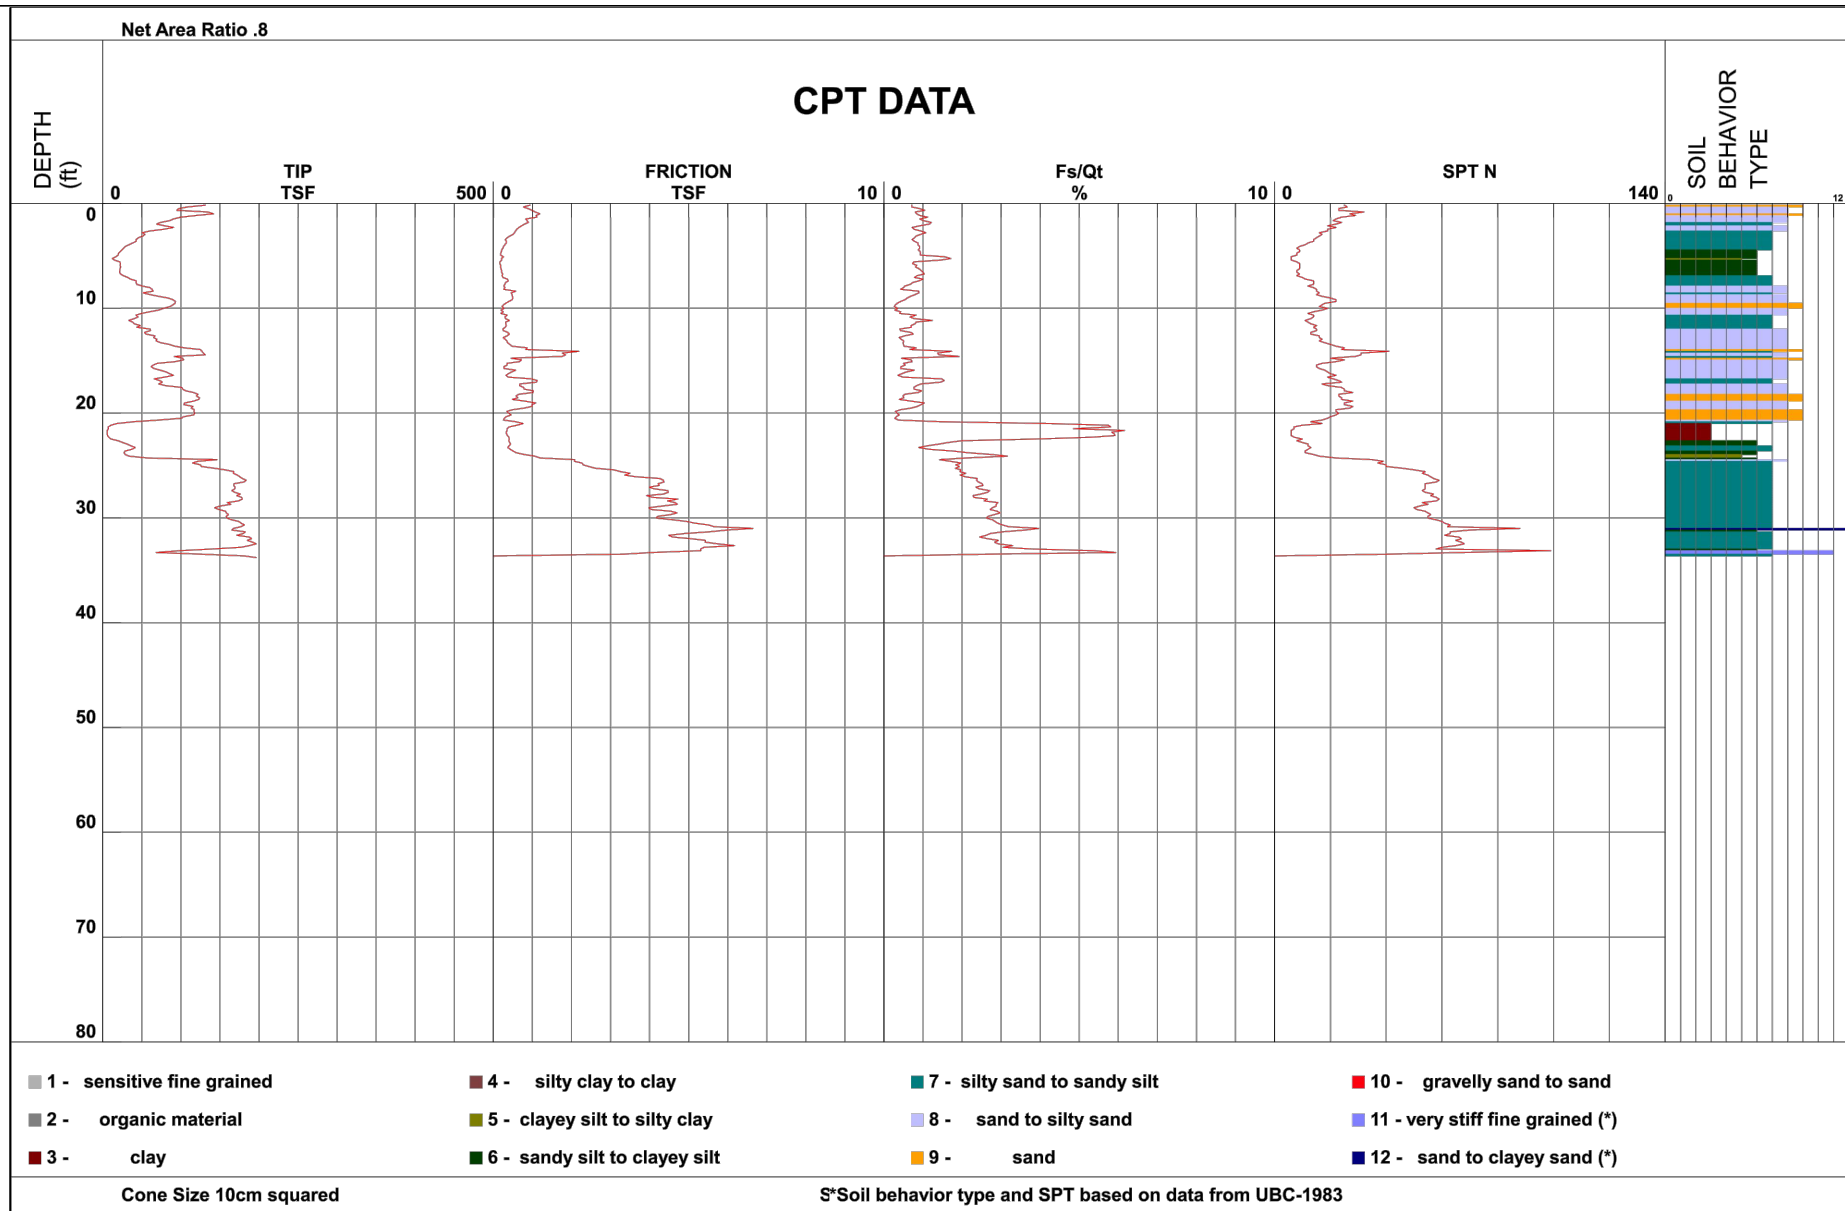 Net Area Ratio .8
CPT DATA
DEPTH
(ft)
SOIL
BEHAVIOR
TYPE
TIP
FRICTION
Fs/Qt
SPT N
0 TSF 500
0 TSF 10
0 % 10
0 140
0 12
0
10
20
30
40
50
60
70
80
1 - sensitive fine grained
4 - silty clay to clay
7 - silty sand to sandy silt
10 - gravelly sand to sand
2 - organic material
5 - clayey silt to silty clay
8 - sand to silty sand
11 - very stiff fine grained (*)
3 - clay
6 - sandy silt to clayey silt
9 - sand
12 - sand to clayey sand (*)
Cone Size 10cm squared
S*Soil behavior type and SPT based on data from UBC-1983